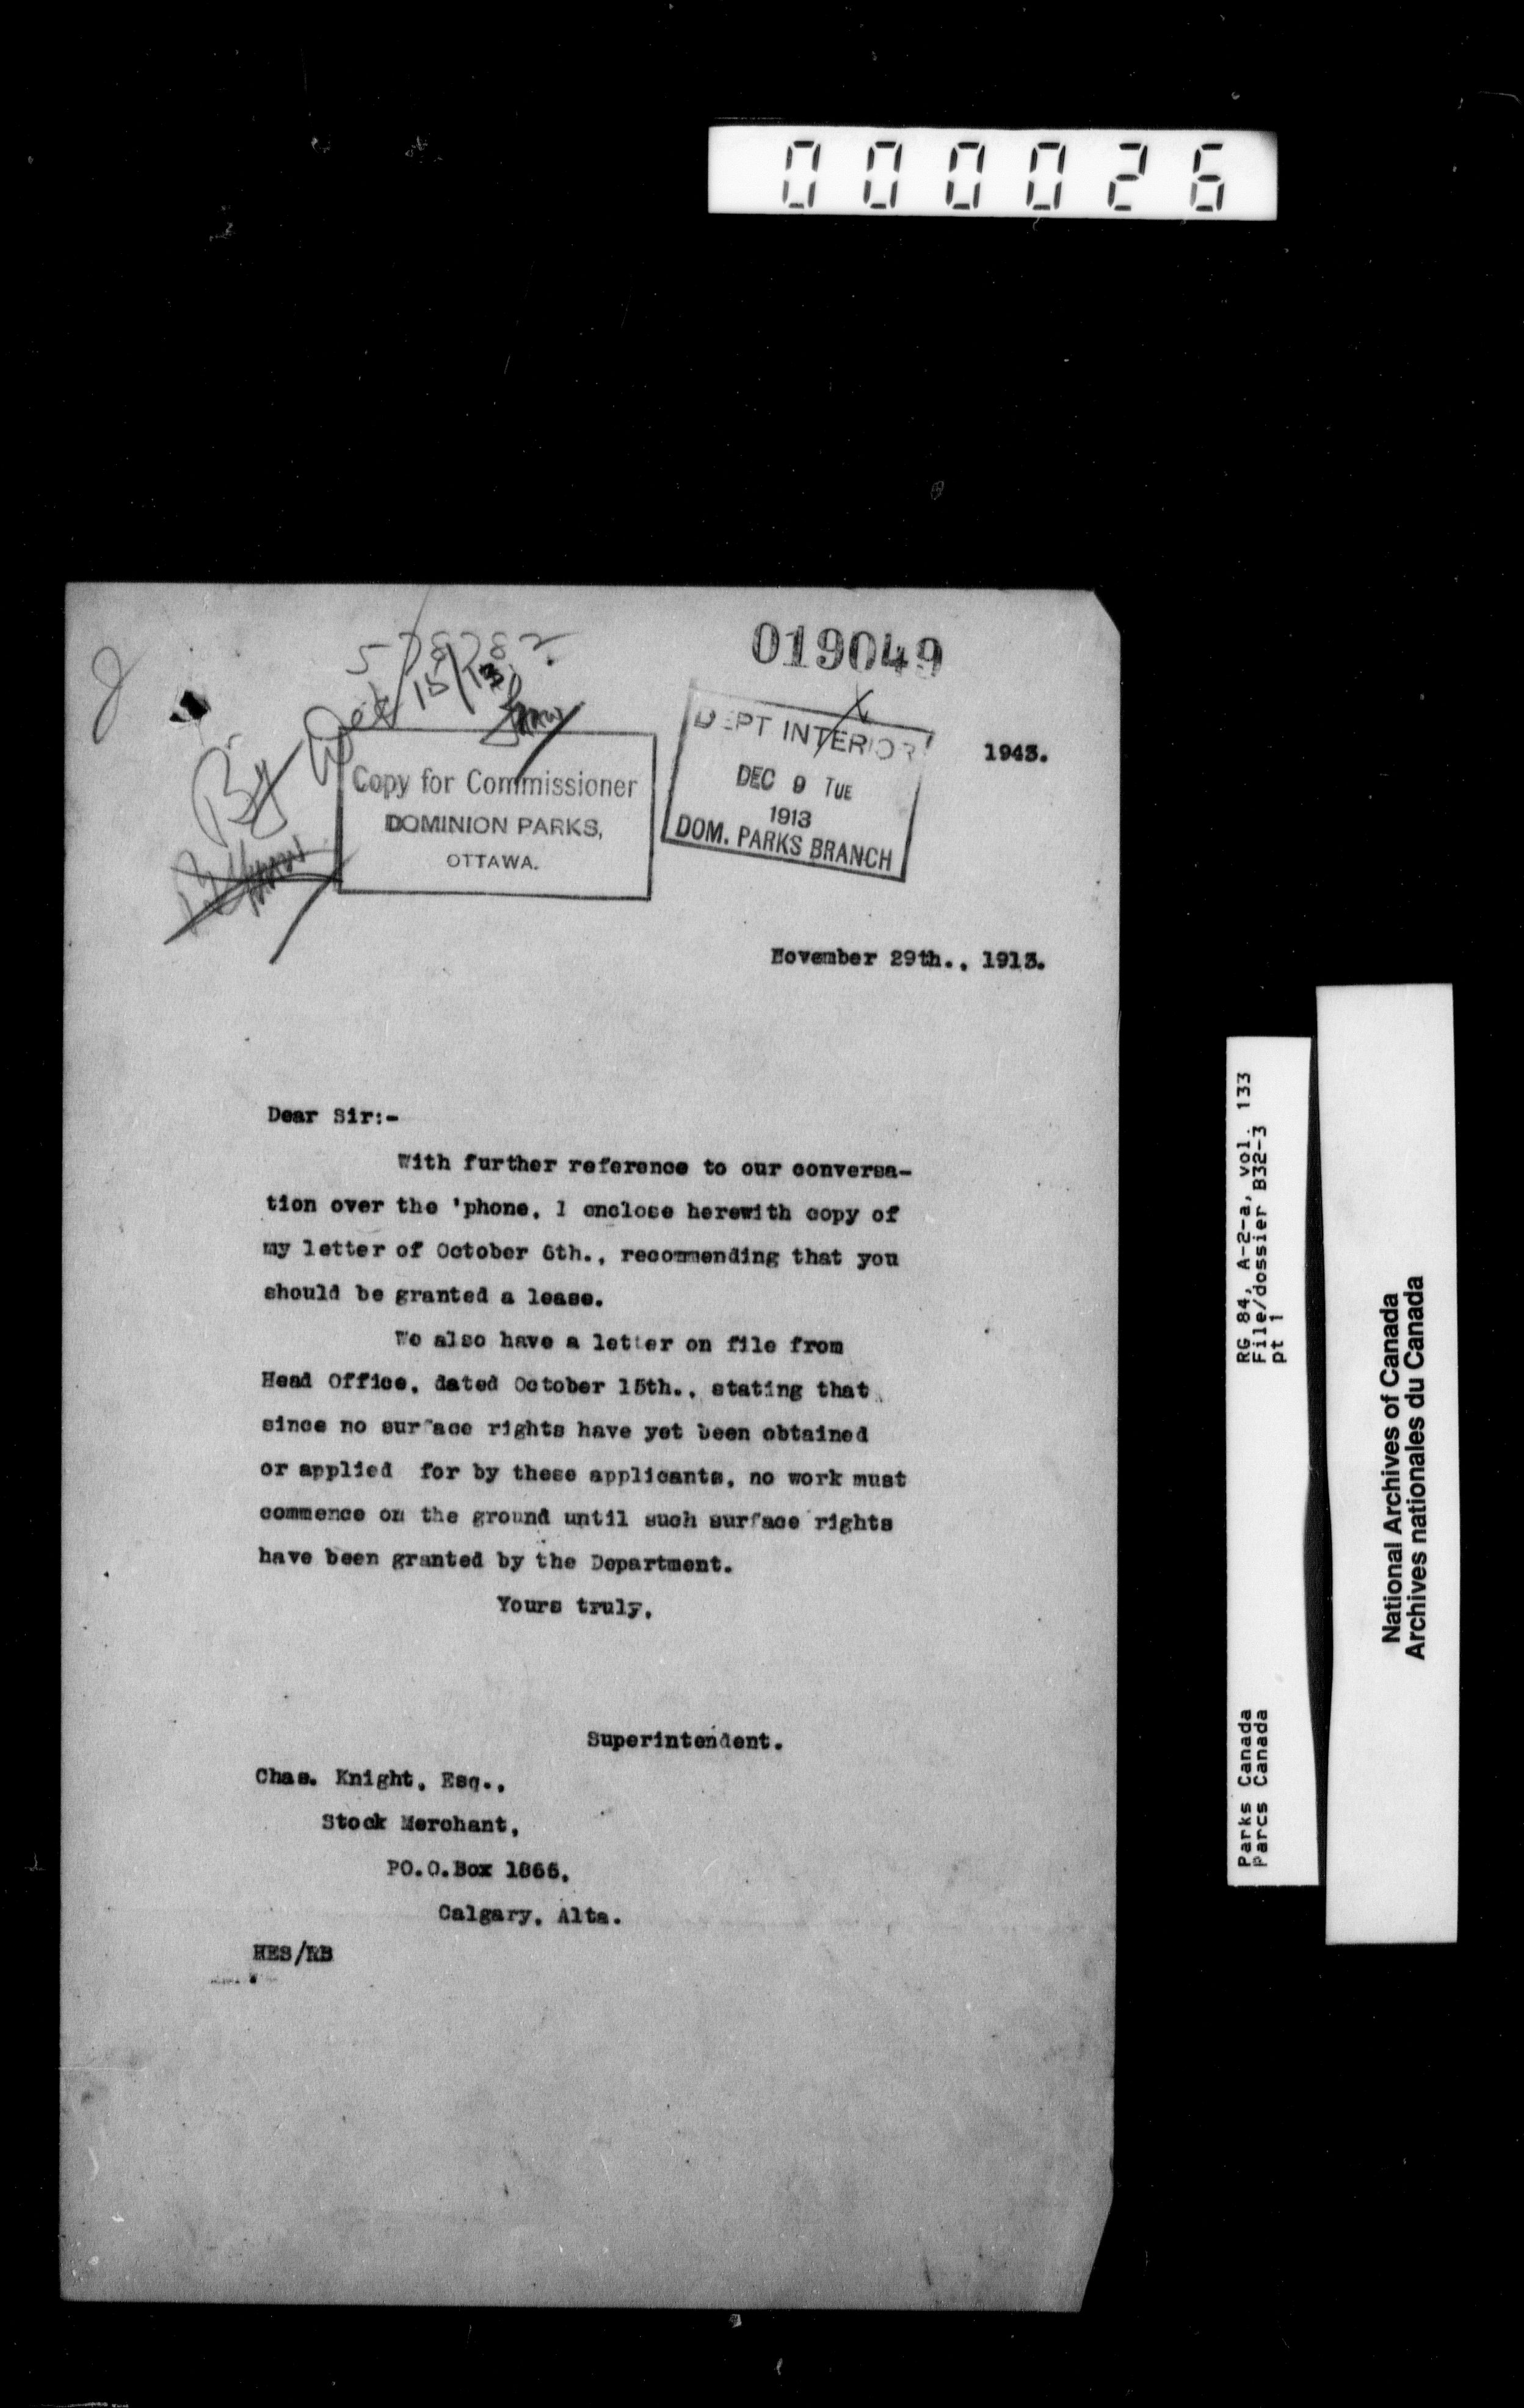 000026
578782
019049
Dec 15/13
Copy for Commissioner
DOMINION PARKS,
OTTAWA.
DEPT INTERIOR
DEC 9 TUE
1913
DOM. PARKS BRANCH
1943.
November 29th., 1913.
Dear Sir:-
With further reference to our conversa-
tion over the 'phone, I enclose herewith copy of
my letter of October 6th., recommending that you
should be granted a lease.
We also have a letter on file from
Head Office, dated October 15th., stating that
since no surface rights have yet been obtained
or applied for by these applicants, no work must
commence on the ground until such surface rights
have been granted by the Department.
Yours truly,
Superintendent.
Chas. Knight, Esq.,
Stock Merchant,
PO.O.Box 1866,
Calgary, Alta.
HES/RB
RG 84, A-2-a, vol. 133
File/dossier B32-3
pt 1
Parks Canada
Parcs Canada
National Archives of Canada
Archives nationales du Canada